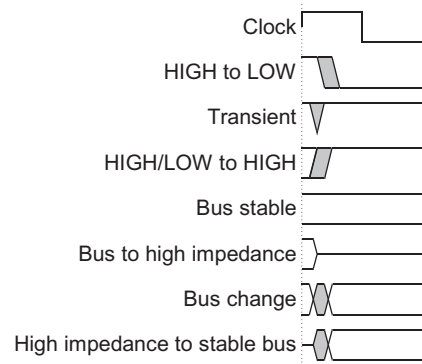 Clock
HIGH to LOW
Transient
HIGH/LOW to HIGH
Bus stable
Bus to high impedance
Bus change
High impedance to stable bus